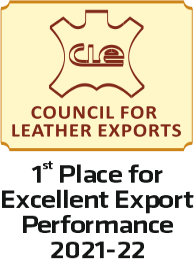 cle
COUNCIL FOR
LEATHER EXPORTS
1st Place for
Excellent Export
Performance
2021-22